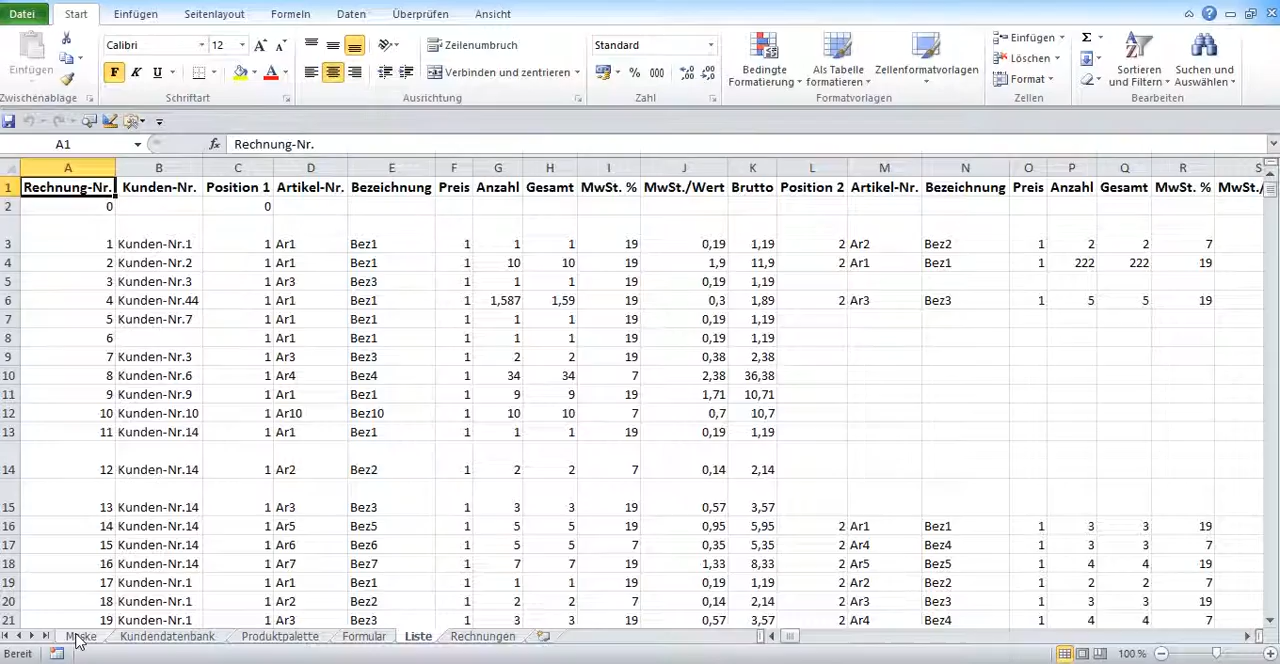 Datei Start Einfügen Seitenlayout Formeln Daten Überprüfen Ansicht
Calibri 12 Standard Einfügen Σ
Einfügen Zeilenumbruch Löschen
F K U Verbinden und zentrieren % 000 Bedingte Formatierung Als Tabelle formatieren Zellenformatvorlagen Format Sortieren und Filtern Suchen und Auswählen
Zwischenablage Schriftart Ausrichtung Zahl Formatvorlagen Zellen Bearbeiten
A1 fx Rechnung-Nr.
A B C D E F G H I J K L M N O P Q R S
1 Rechnung-Nr. Kunden-Nr. Position 1 Artikel-Nr. Bezeichnung Preis Anzahl Gesamt MwSt. % MwSt./Wert Brutto Position 2 Artikel-Nr. Bezeichnung Preis Anzahl Gesamt MwSt. % MwSt./
2 0 0
3 1 Kunden-Nr.1 1 Ar1 Bez1 1 1 1 19 0,19 1,19 2 Ar2 Bez2 1 2 2 7
4 2 Kunden-Nr.2 1 Ar1 Bez1 1 10 10 19 1,9 11,9 2 Ar1 Bez1 1 222 222 19
5 3 Kunden-Nr.3 1 Ar3 Bez3 1 1 1 19 0,19 1,19
6 4 Kunden-Nr.44 1 Ar1 Bez1 1 1,587 1,59 19 0,3 1,89 2 Ar3 Bez3 1 5 5 19
7 5 Kunden-Nr.7 1 Ar1 Bez1 1 1 1 19 0,19 1,19
8 6 Kunden-Nr.1 1 Ar1 Bez1 1 1 1 19 0,19 1,19
9 7 Kunden-Nr.3 1 Ar3 Bez3 1 2 2 19 0,38 2,38
10 8 Kunden-Nr.6 1 Ar4 Bez4 1 34 34 7 2,38 36,38
11 9 Kunden-Nr.9 1 Ar1 Bez1 1 9 9 19 1,71 10,71
12 10 Kunden-Nr.10 1 Ar10 Bez10 1 10 10 7 0,7 10,7
13 11 Kunden-Nr.14 1 Ar1 Bez1 1 1 1 19 0,19 1,19
14 12 Kunden-Nr.14 1 Ar2 Bez2 1 2 2 7 0,14 2,14
15 13 Kunden-Nr.14 1 Ar3 Bez3 1 3 3 19 0,57 3,57
16 14 Kunden-Nr.14 1 Ar5 Bez5 1 5 5 19 0,95 5,95 2 Ar1 Bez1 1 3 3 19
17 15 Kunden-Nr.14 1 Ar6 Bez6 1 5 5 7 0,35 5,35 2 Ar4 Bez4 1 3 3 7
18 16 Kunden-Nr.14 1 Ar7 Bez7 1 7 7 19 1,33 8,33 2 Ar5 Bez5 1 4 4 19
19 17 Kunden-Nr.1 1 Ar1 Bez1 1 1 1 19 0,19 1,19 2 Ar2 Bez2 1 2 2 7
20 18 Kunden-Nr.1 1 Ar2 Bez2 1 2 2 7 0,14 2,14 2 Ar3 Bez3 1 3 3 19
21 19 Kunden-Nr.1 1 Ar3 Bez3 1 3 3 19 0,57 3,57 2 Ar4 Bez4 1 4 4 7
Maske Kundendatenbank Produktpalette Formular Liste
Bereit 100 %